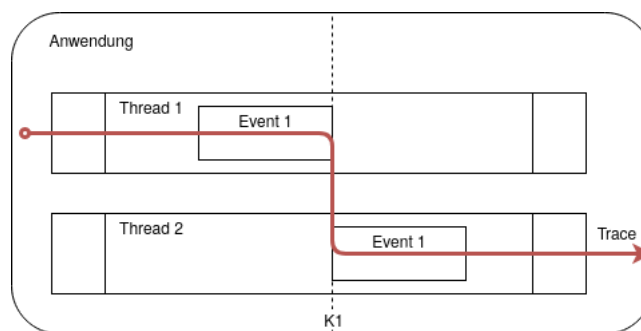 Anwendung
Thread 1
Event 1
Thread 2
Event 1
Trace
K1